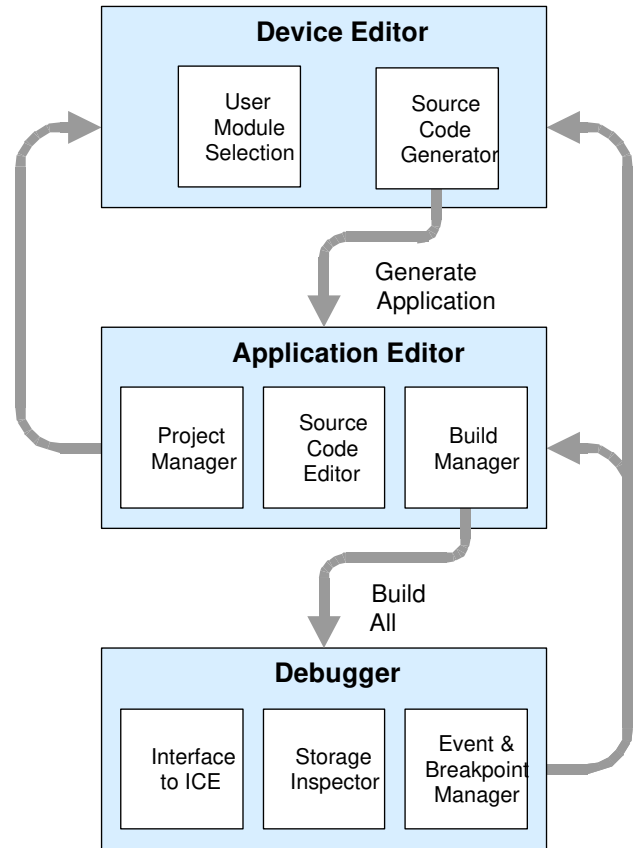 Device Editor
User
Module
Selection
Source
Code
Generator
Generate
Application
Application Editor
Project
Manager
Source
Code
Editor
Build
Manager
Build
All
Debugger
Interface
to ICE
Storage
Inspector
Event &
Breakpoint
Manager